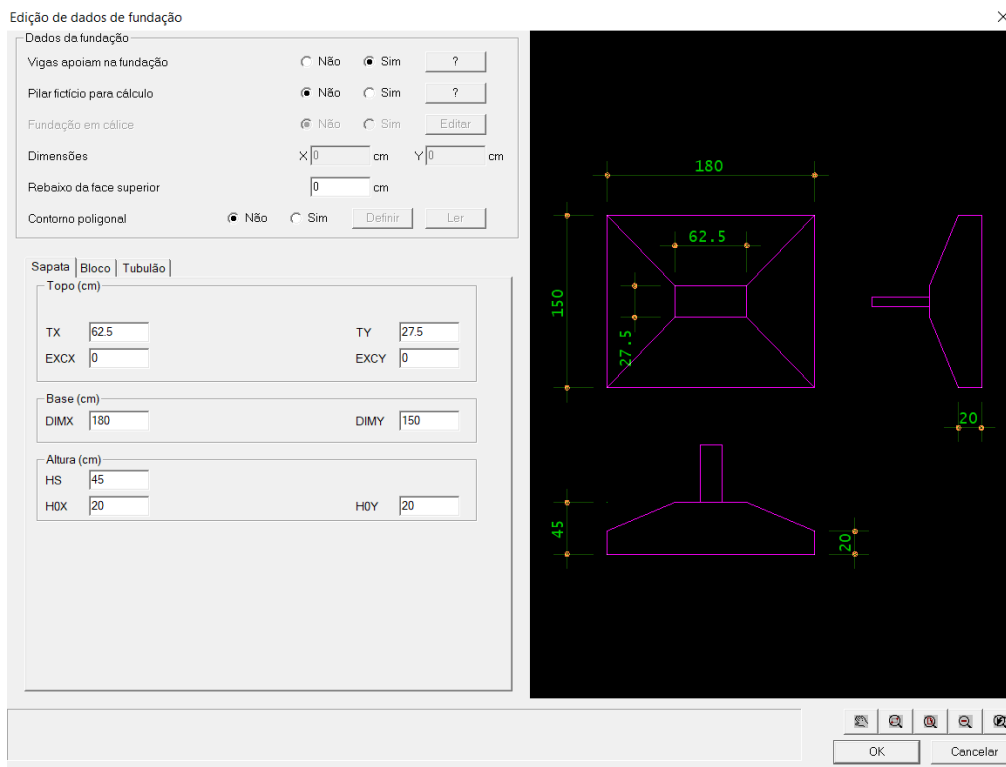 Edição de dados de fundação
Dados da fundação
Vigas apoiam na fundação Não Sim ?
Pilar fictício para cálculo Não Sim ?
Fundação em cálice Não Sim Editar
Dimensões X 0 cm Y 0 cm
Rebaixo da face superior 0 cm
Contorno poligonal Não Sim Definir Ler
Sapata Bloco Tubulão
Topo (cm)
TX 62.5 TY 27.5
EXCX 0 EXCY 0
Base (cm)
DIMX 180 DIMY 150
Altura (cm)
HS 45
H0X 20 H0Y 20
180
62.5
150
27.5
20
45
20
OK Cancelar